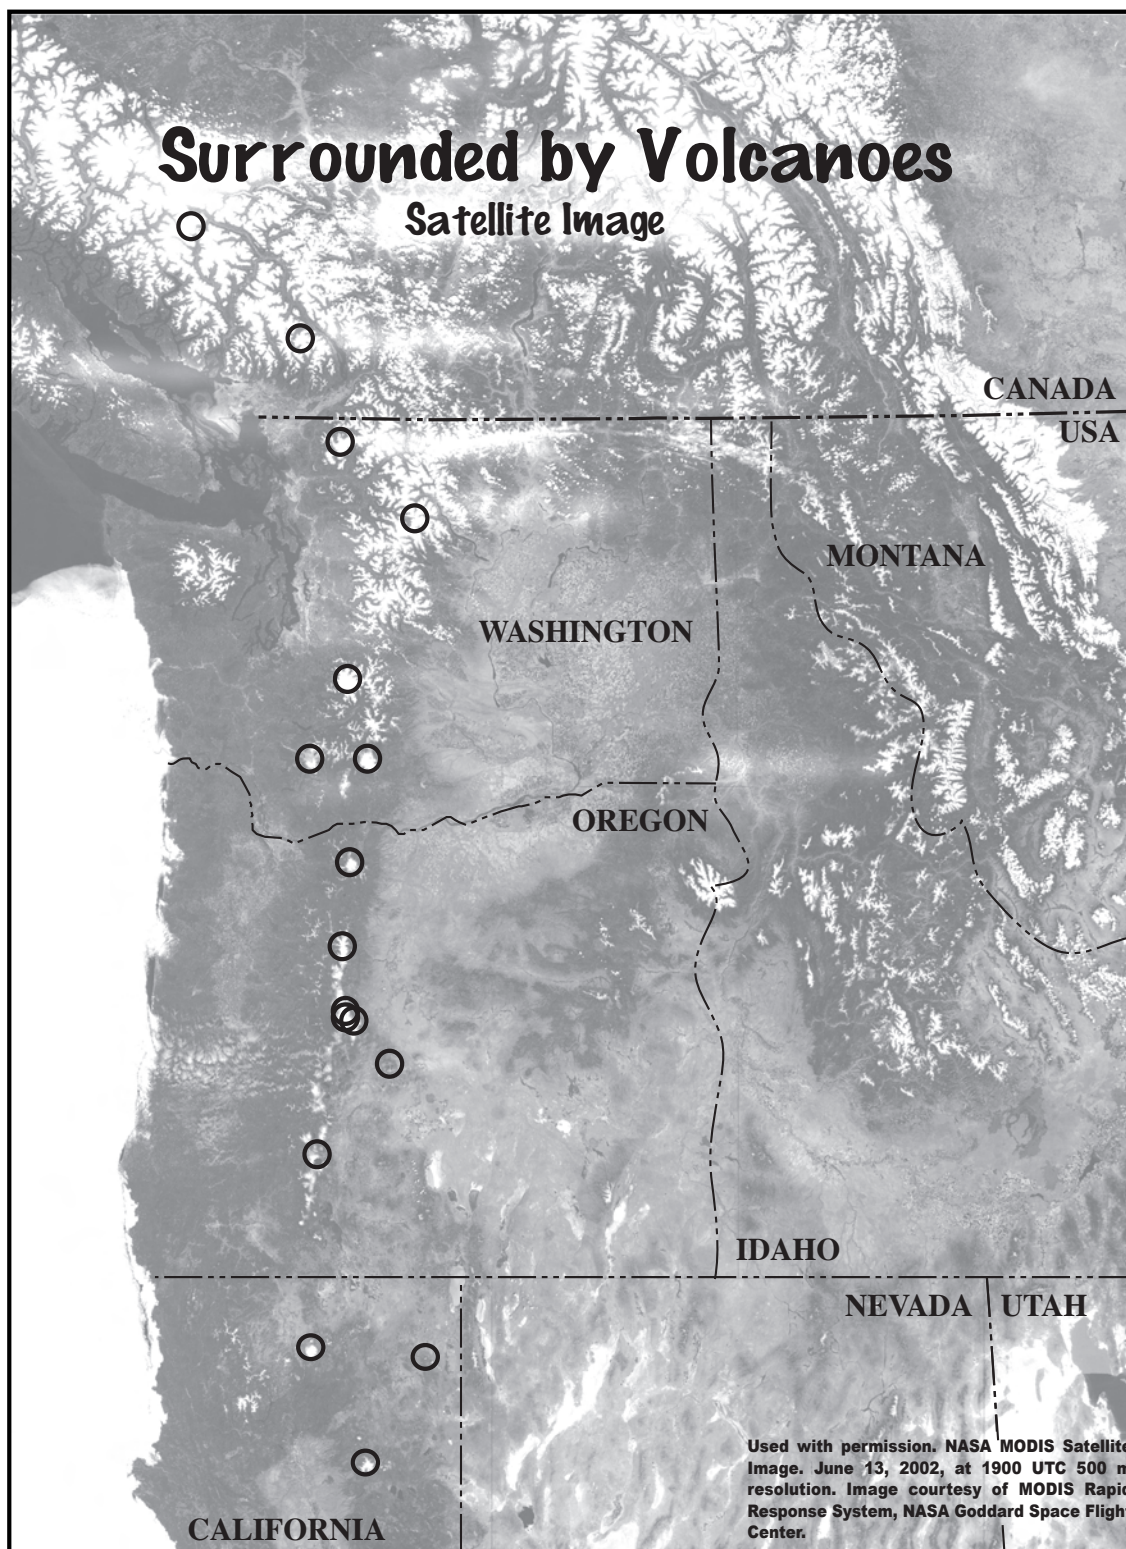 Surrounded by Volcanoes
Satellite Image
CANADA
USA
MONTANA
WASHINGTON
OREGON
IDAHO
NEVADA
UTAH
Used with permission. NASA MODIS Satellite
Image. June 13, 2002, at 1900 UTC 500 m
resolution. Image courtesy of MODIS Rapid
Response System, NASA Goddard Space Flight
Center.
CALIFORNIA